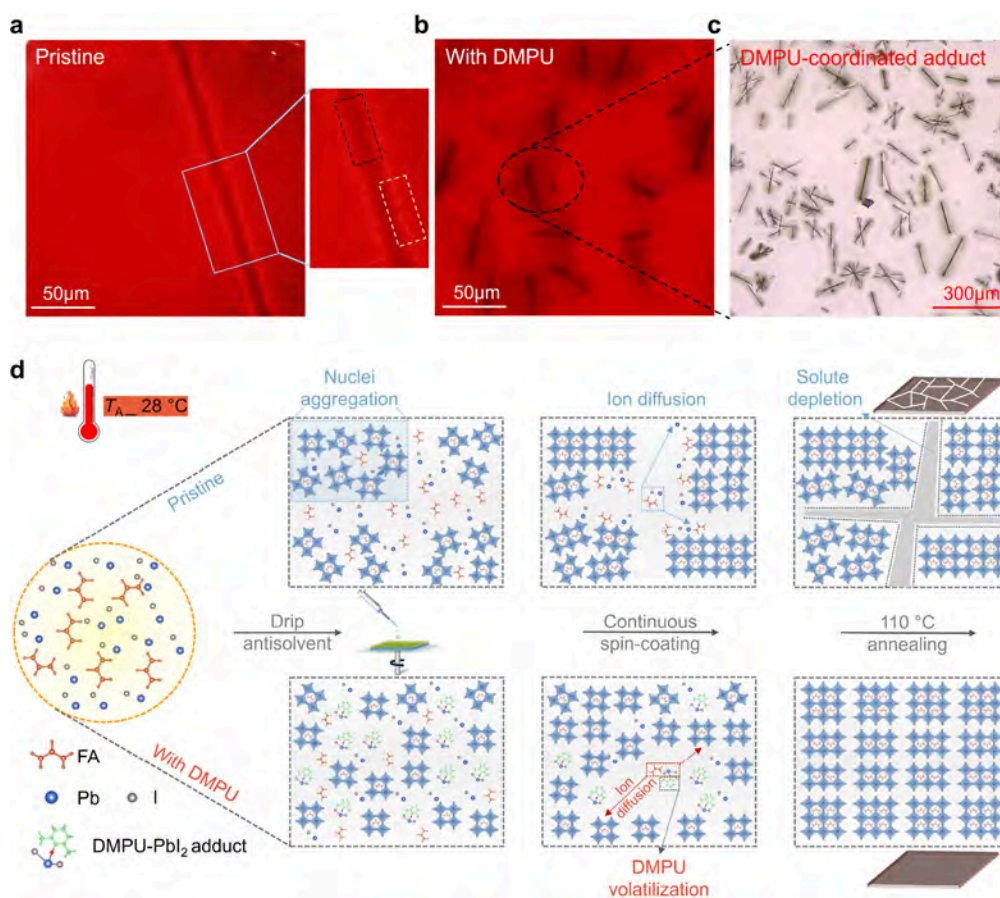 a
Pristine
50μm
b
With DMPU
50μm
c
DMPU-coordinated adduct
300μm
d
T_A_ 28 °C
Nuclei
aggregation
Ion diffusion
Solute
depletion
Pristine
Drip
antisolvent
Continuous
spin-coating
110 °C
annealing
With DMPU
FA
Pb
I
DMPU-PbI₂ adduct
Ion
diffusion
DMPU
volatilization